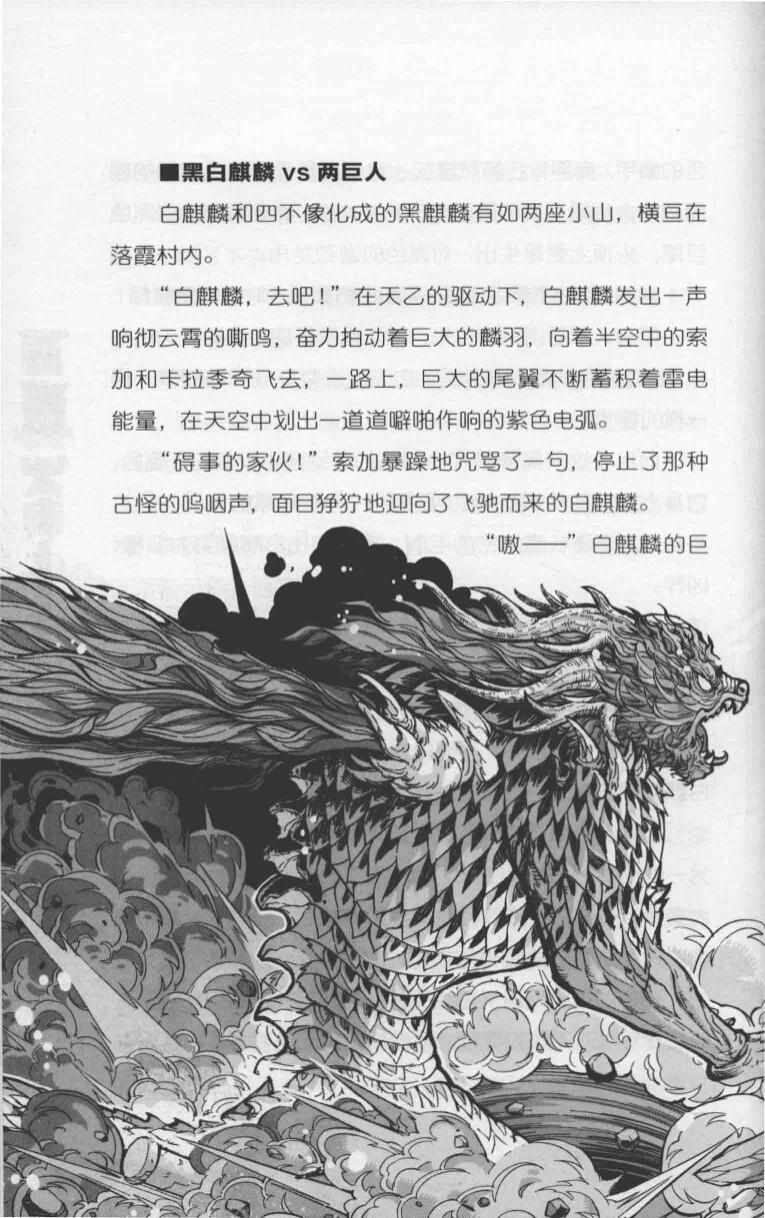 ■黑白麒麟 vs 两巨人
白麒麟和四不像化成的黑麒麟有如两座小山，横亘在
落霞村内。
“白麒麟，去吧！”在天乙的驱动下，白麒麟发出一声
响彻云霄的嘶鸣，奋力拍动着巨大的麟羽，向着半空中的索
加和卡拉季奇飞去，一路上，巨大的尾翼不断蓄积着雷电
能量，在天空中划出一道道噼啪作响的紫色电弧。
“碍事的家伙！”索加暴躁地咒骂了一句，停止了那种
古怪的呜咽声，面目狰狞地迎向了飞驰而来的白麒麟。
“嗷——”白麒麟的巨